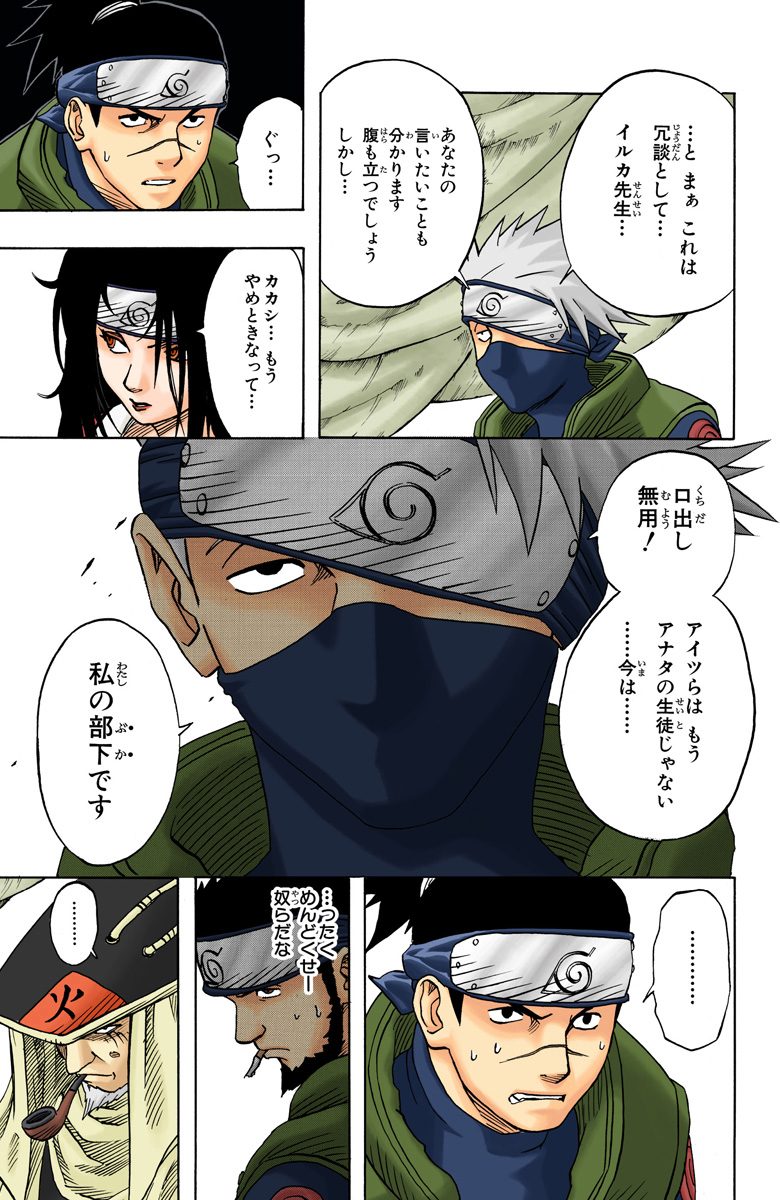 …と まぁ これは
冗談として…
イルカ先生…
あなたの
言いたいことも
分かります
腹も立つでしょう
しかし…
ぐっ…
カカシ… もう
やめときなって…
口出し
無用!
アイツらは もう
アナタの生徒じゃない
……今は……
私の部下です
…………
…ったく
めんどくせー
奴らだな
……
火